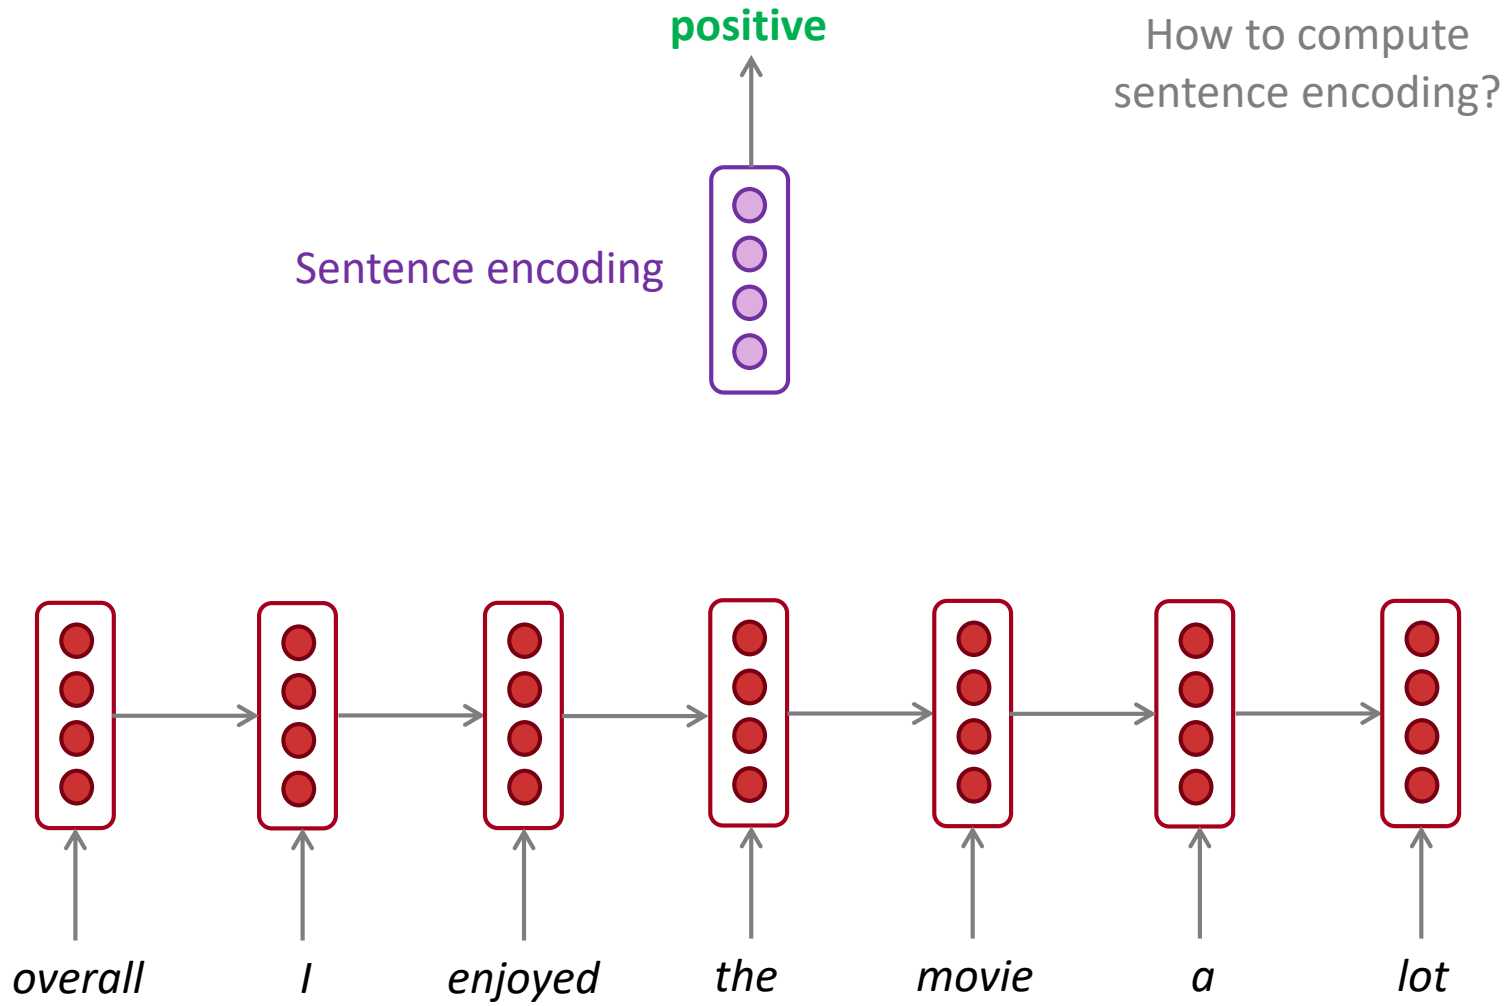 positive
How to compute
sentence encoding?
Sentence encoding
overall I enjoyed the movie a lot